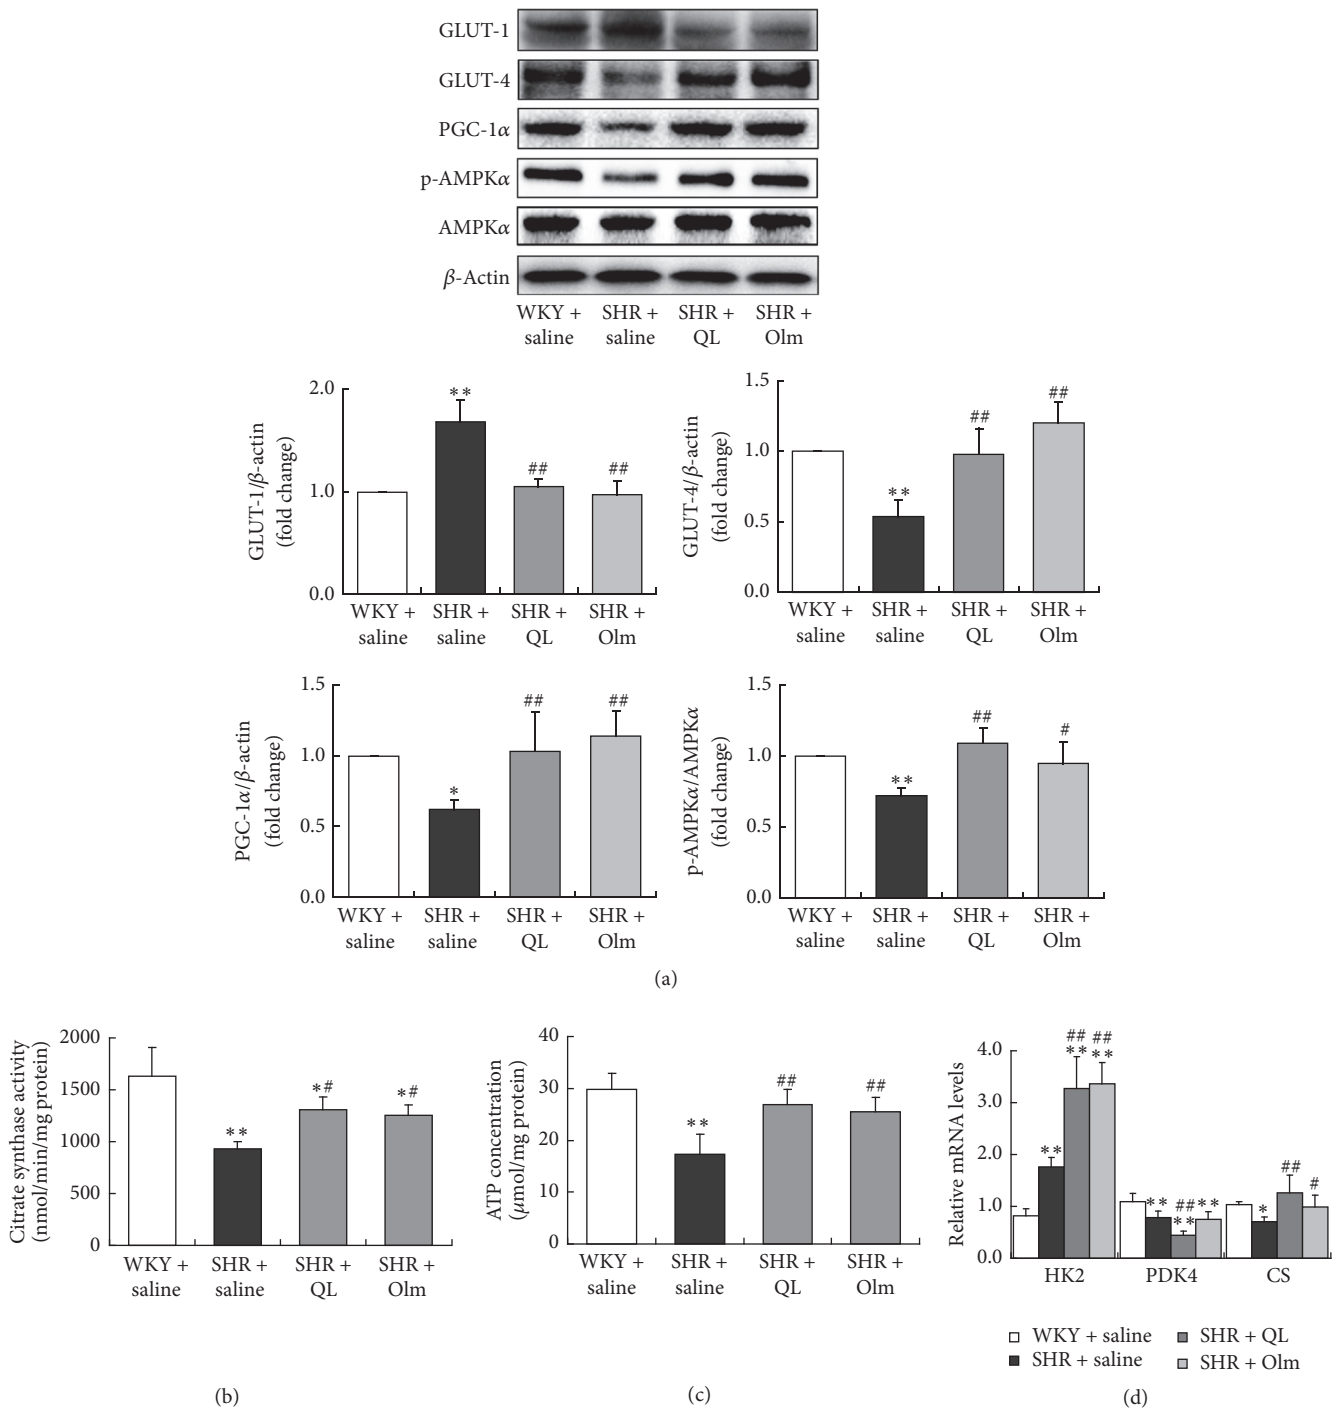 GLUT-1
GLUT-4
PGC-1α
p-AMPKα
AMPKα
β-Actin
WKY + saline
SHR + saline
SHR + QL
SHR + Olm
GLUT-1/β-actin
(fold change)
2.0
1.0
0.0
**
##
##
WKY + saline
SHR + saline
SHR + QL
SHR + Olm
GLUT-4/β-actin
(fold change)
1.5
1.0
0.5
0.0
**
##
##
WKY + saline
SHR + saline
SHR + QL
SHR + Olm
PGC-1α/β-actin
(fold change)
1.5
1.0
0.5
0.0
*
##
##
WKY + saline
SHR + saline
SHR + QL
SHR + Olm
p-AMPKα/AMPKα
(fold change)
1.5
1.0
0.5
0.0
**
##
#
WKY + saline
SHR + saline
SHR + QL
SHR + Olm
(a)
Citrate synthase activity
(nmol/min/mg protein)
2000
1500
1000
500
0
**
*#
*#
WKY + saline
SHR + saline
SHR + QL
SHR + Olm
(b)
ATP concentration
(μmol/mg protein)
40
30
20
10
0
**
##
##
WKY + saline
SHR + saline
SHR + QL
SHR + Olm
(c)
Relative mRNA levels
4.0
3.0
2.0
1.0
0.0
**
##
**
##
**
**
##
**
**
*
##
#
HK2
PDK4
CS
WKY + saline
SHR + saline
SHR + QL
SHR + Olm
(d)